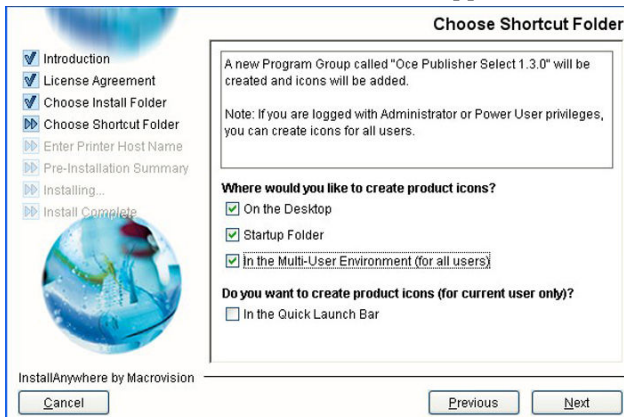 Choose Shortcut Folder
Introduction
License Agreement
Choose Install Folder
Choose Shortcut Folder
Enter Printer Host Name
Pre-Installation Summary
Installing...
Install Complete
A new Program Group called "Oce Publisher Select 1.3.0" will be
created and icons will be added.
Note: If you are logged with Administrator or Power User privileges,
you can create icons for all users.
Where would you like to create product icons?
On the Desktop
Startup Folder
In the Multi-User Environment (for all users)
Do you want to create product icons (for current user only)?
In the Quick Launch Bar
InstallAnywhere by Macrovision
Cancel
Previous
Next